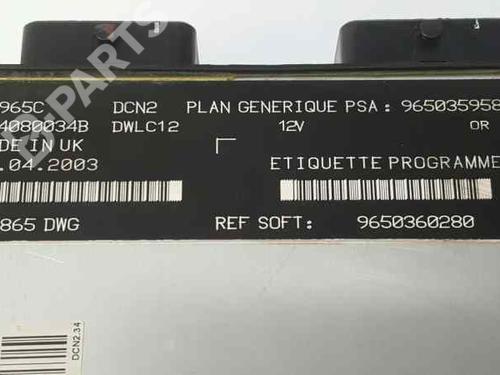 965C DCN2 PLAN GENERIQUE PSA : 965035958
4080034B DWLC12 12V OR
DE IN UK
.04.2003 ETIQUETTE PROGRAMME
865 DWG REF SOFT: 9650360280
DCN2.34